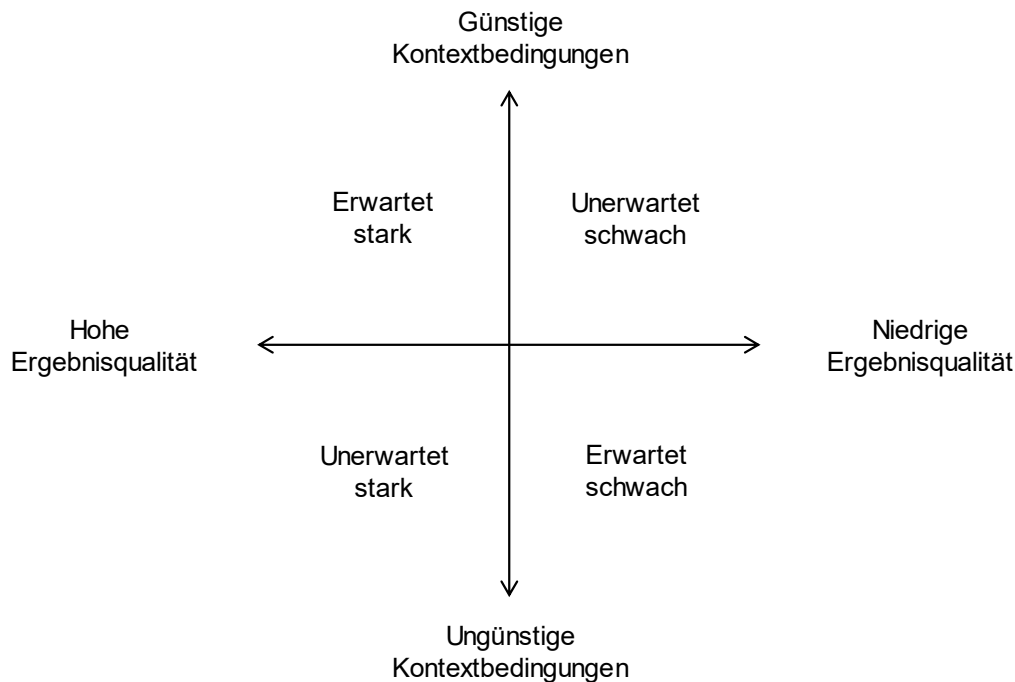 Günstige
Kontextbedingungen
Erwartet
stark
Unerwartet
schwach
Hohe
Ergebnisqualität
Niedrige
Ergebnisqualität
Unerwartet
stark
Erwartet
schwach
Ungünstige
Kontextbedingungen